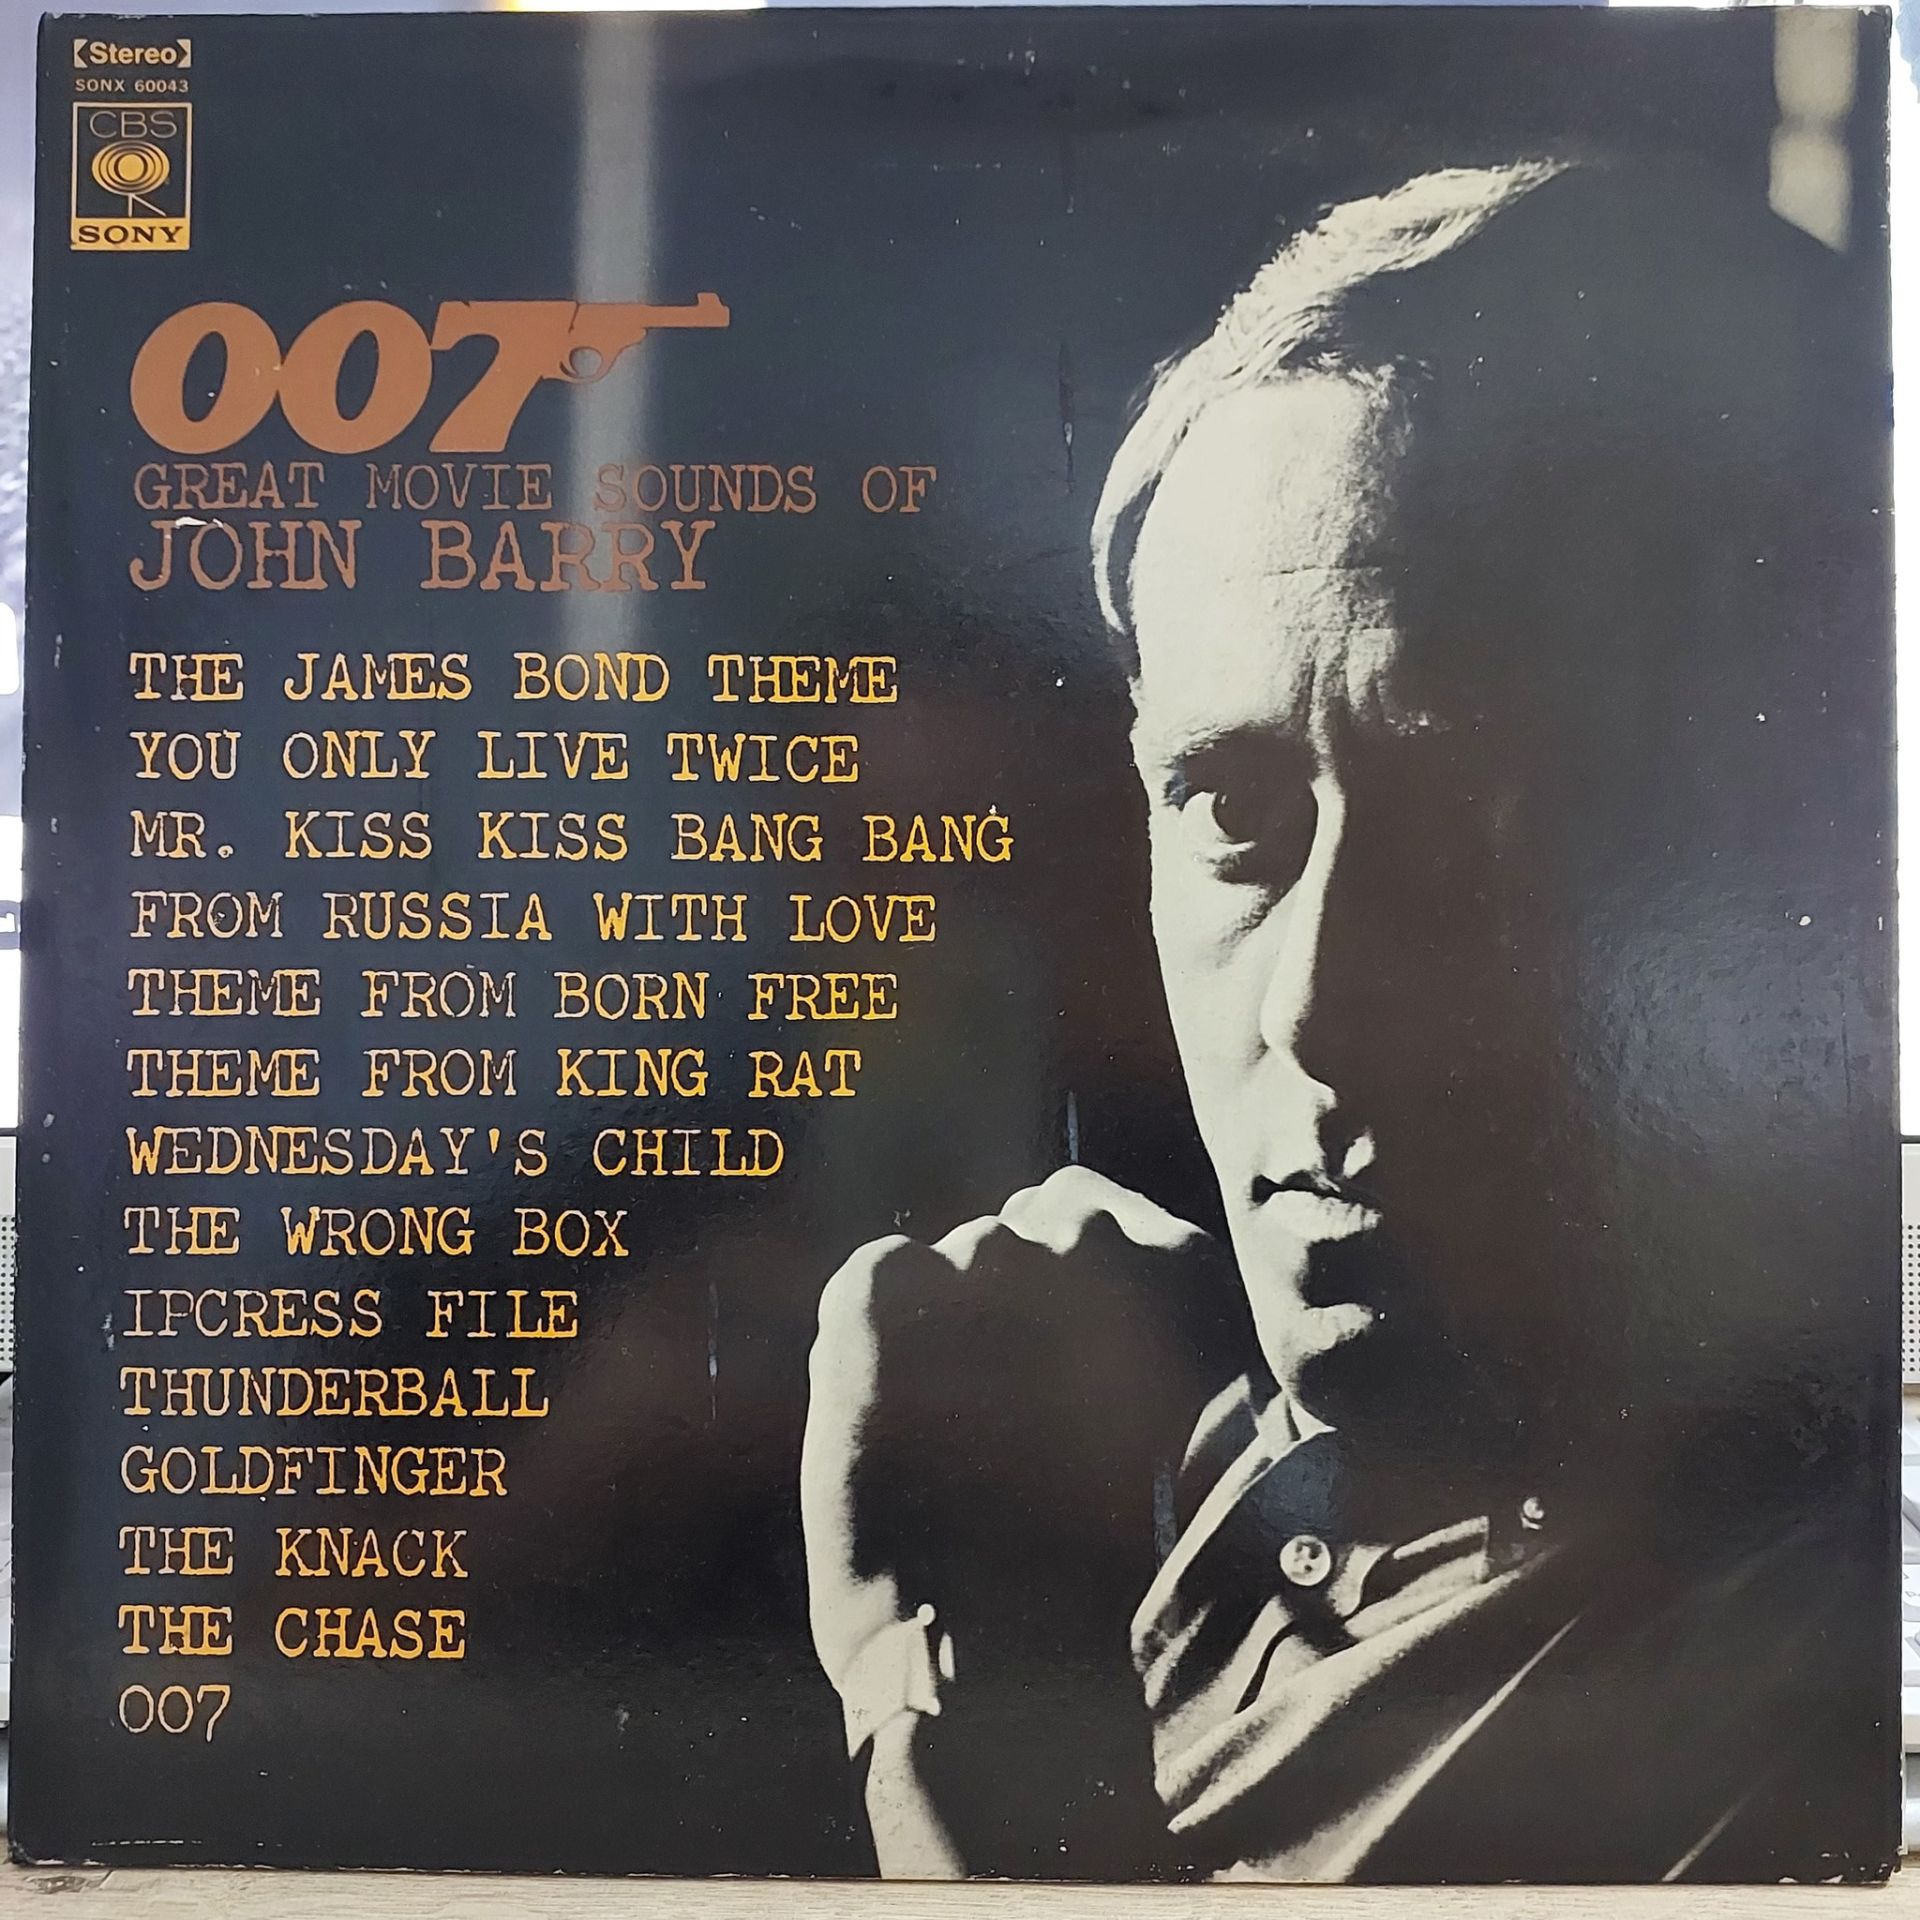 Stereo
SONX 60043
CBS
SONY
007
GREAT MOVIE SOUNDS OF
JOHN BARRY
THE JAMES BOND THEME
YOU ONLY LIVE TWICE
MR. KISS KISS BANG BANG
FROM RUSSIA WITH LOVE
THEME FROM BORN FREE
THEME FROM KING RAT
WEDNESDAY'S CHILD
THE WRONG BOX
IPCRESS FILE
THUNDERBALL
GOLDFINGER
THE KNACK
THE CHASE
007